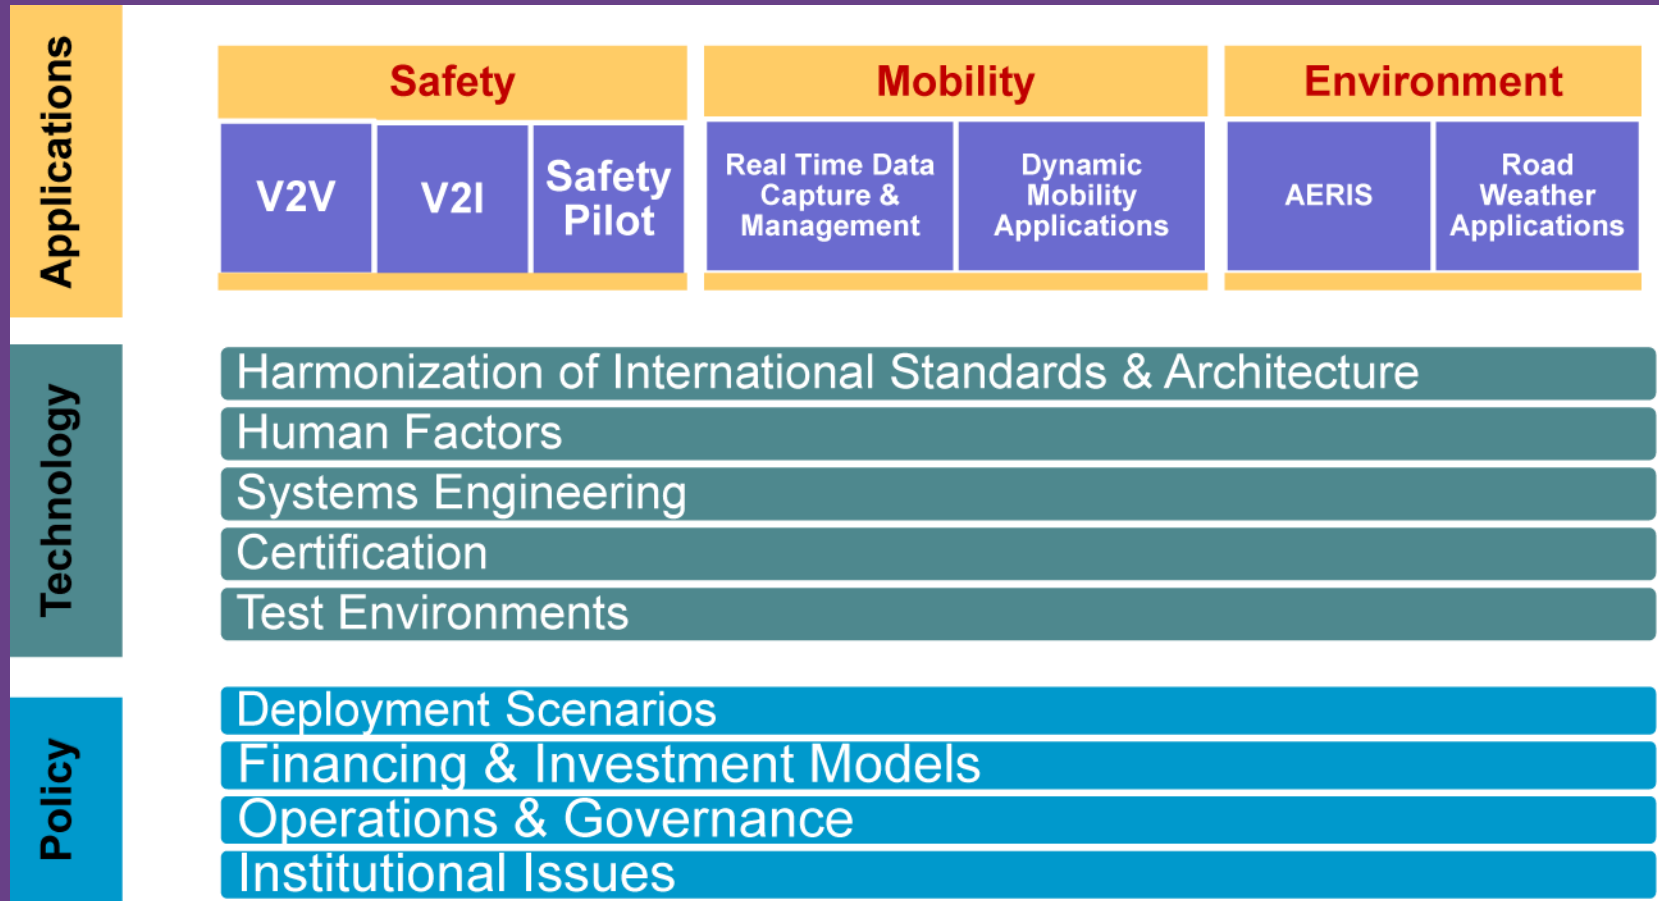 Applications
Safety
Mobility
Environment
V2V
V2I
Safety
Pilot
Real Time Data
Capture &
Management
Dynamic
Mobility
Applications
AERIS
Road
Weather
Applications
Technology
Harmonization of International Standards & Architecture
Human Factors
Systems Engineering
Certification
Test Environments
Policy
Deployment Scenarios
Financing & Investment Models
Operations & Governance
Institutional Issues